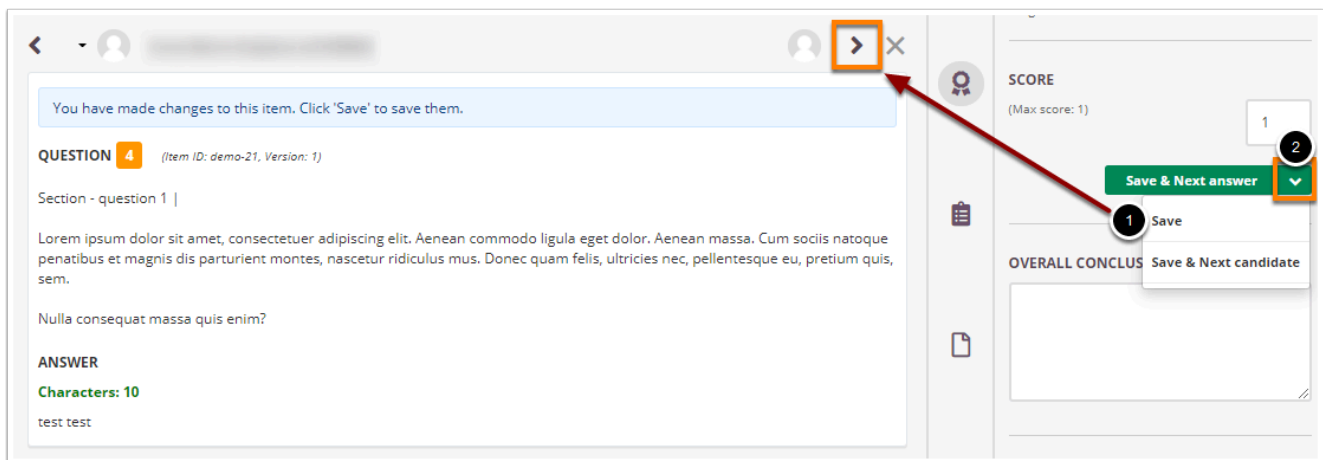 You have made changes to this item. Click 'Save' to save them.
QUESTION 4 (Item ID: demo-21, Version: 1)
Section - question 1 |
Lorem ipsum dolor sit amet, consectetuer adipiscing elit. Aenean commodo ligula eget dolor. Aenean massa. Cum sociis natoque
penatibus et magnis dis parturient montes, nascetur ridiculus mus. Donec quam felis, ultricies nec, pellentesque eu, pretium quis,
sem.
Nulla consequat massa quis enim?
ANSWER
Characters: 10
test test
SCORE
(Max score: 1)
1
2
Save & Next answer
1
Save
Save & Next candidate
OVERALL CONCLUS